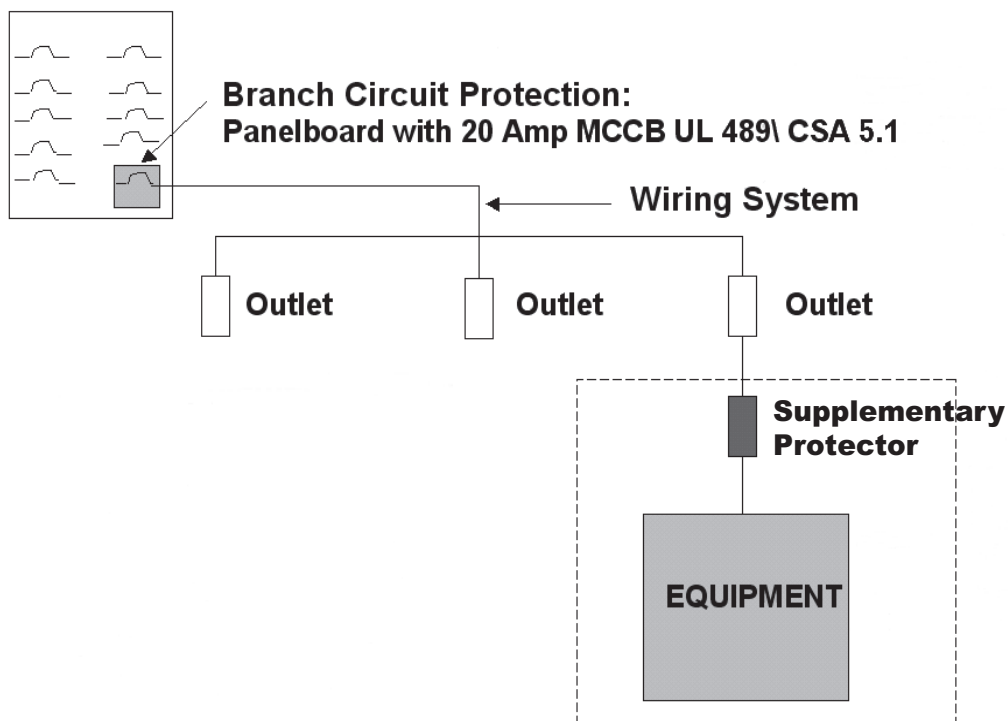 Branch Circuit Protection:
Panelboard with 20 Amp MCCB UL 489\ CSA 5.1
Wiring System
Outlet
Outlet
Outlet
Supplementary
Protector
EQUIPMENT